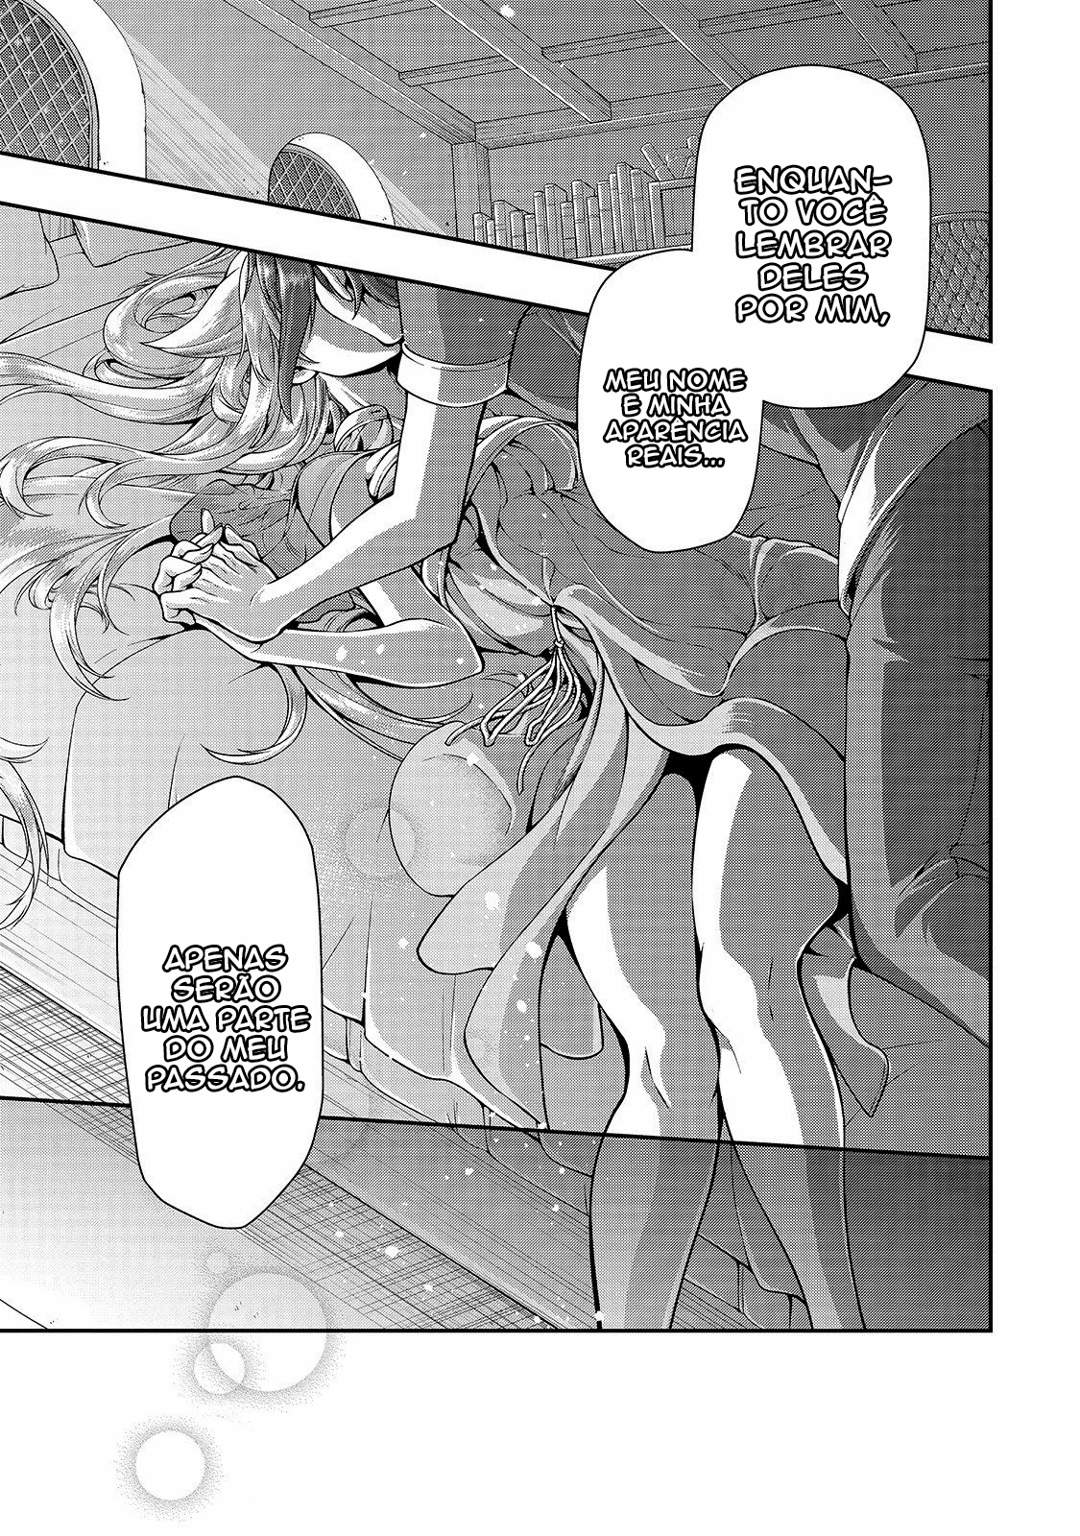 ENQUAN-
TO VOCÊ
LEMBRAR
DELES
POR MIM,
MEU NOME
E MINHA
APARÊNCIA
REAIS...
APENAS
SERÃO
UMA PARTE
DO MEU
PASSADO.